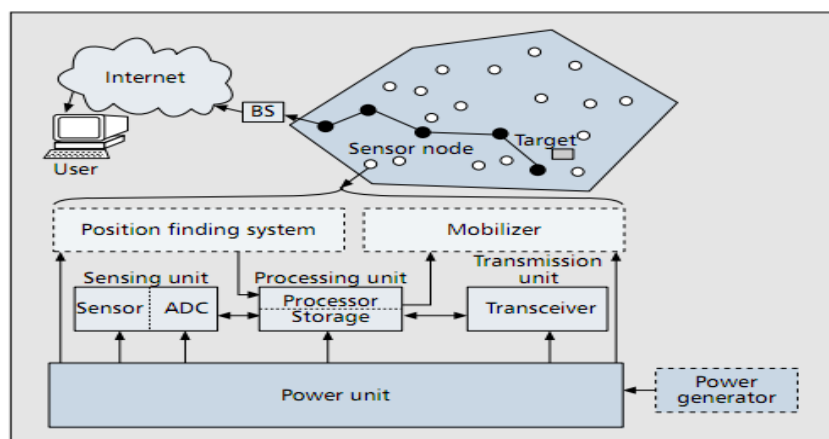 Internet
BS
Sensor node
Target
User
Position finding system
Mobilizer
Sensing unit
Processing unit
Transmission
unit
Sensor
ADC
Processor
Storage
Transceiver
Power unit
Power
generator